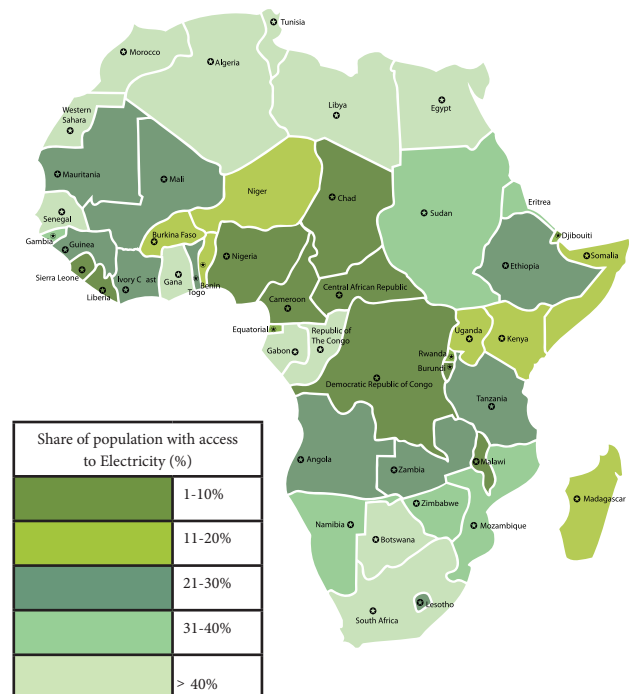 Tunisia
Morocco
Algeria
Libya
Egypt
Western
Sahara
Mauritania
Mali
Niger
Chad
Sudan
Eritrea
Senegal
Gambia
Guinea
Burkina Faso
Nigeria
Djibouiti
Somalia
Ethiopia
Sierra Leone
Liberia
Ivory C ast
Gana
Togo
Benin
Cameroon
Central African Republic
Equatorial
Gabon
Republic of
The Congo
Uganda
Kenya
Rwanda
Burundi
Democratic Republic of Congo
Tanzania
Angola
Zambia
Malawi
Madagascar
Namibia
Zimbabwe
Mozambique
Botswana
South Africa
Lesotho
Share of population with access
to Electricity (%)
1-10%
11-20%
21-30%
31-40%
> 40%